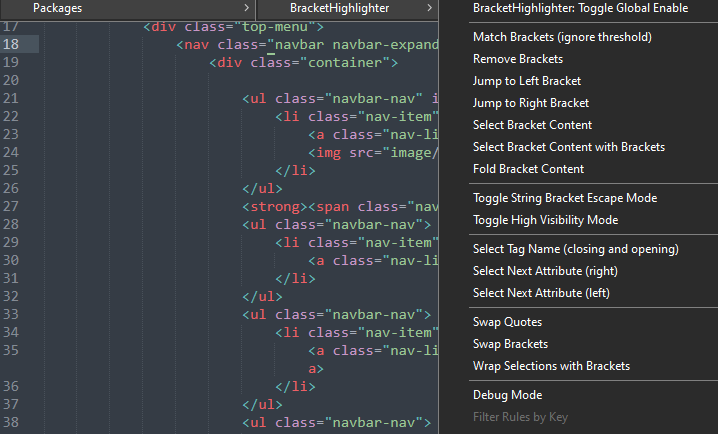 Packages >
BracketHighlighter >
BracketHighlighter: Toggle Global Enable
Match Brackets (ignore threshold)
Remove Brackets
Jump to Left Bracket
Jump to Right Bracket
Select Bracket Content
Select Bracket Content with Brackets
Fold Bracket Content
Toggle String Bracket Escape Mode
Toggle High Visibility Mode
Select Tag Name (closing and opening)
Select Next Attribute (right)
Select Next Attribute (left)
Swap Quotes
Swap Brackets
Wrap Selections with Brackets
Debug Mode
Filter Rules by Key
17 <div class="top-menu">
18 <nav class="navbar navbar-expand
19 <div class="container">
20
21 <ul class="navbar-nav" i
22 <li class="nav-item"
23 <a class="nav-li
24 <img src="image/
25 </li>
26 </ul>
27 <strong><span class="nav
28 <ul class="navbar-nav">
29 <li class="nav-item"
30 <a class="nav-li
31 </li>
32 </ul>
33 <ul class="navbar-nav">
34 <li class="nav-item"
35 <a class="nav-li
a>
36 </li>
37 </ul>
38 <ul class="navbar-nav">